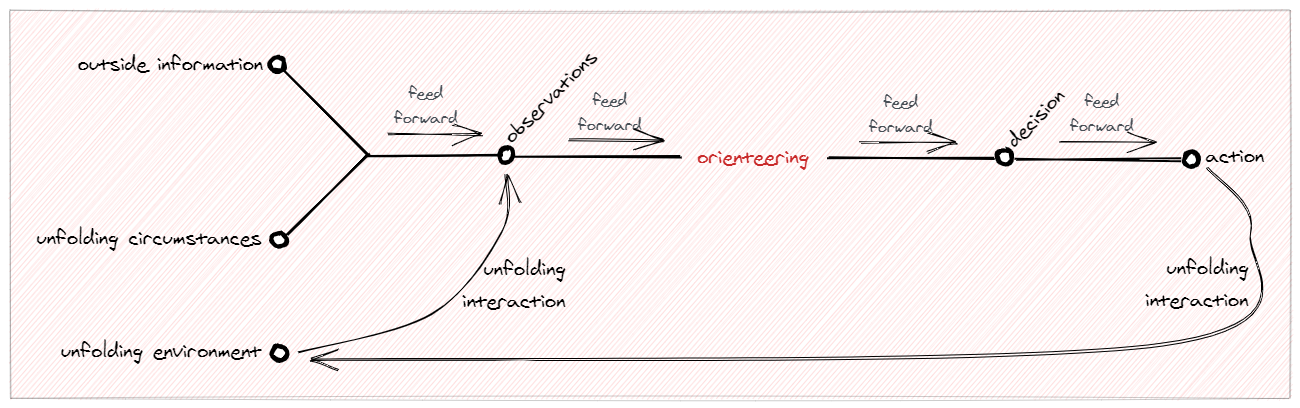 outside information
feed
forward
observations
feed
forward
orienteering
feed
forward
decision
feed
forward
action
unfolding circumstances
unfolding
interaction
unfolding
interaction
unfolding environment